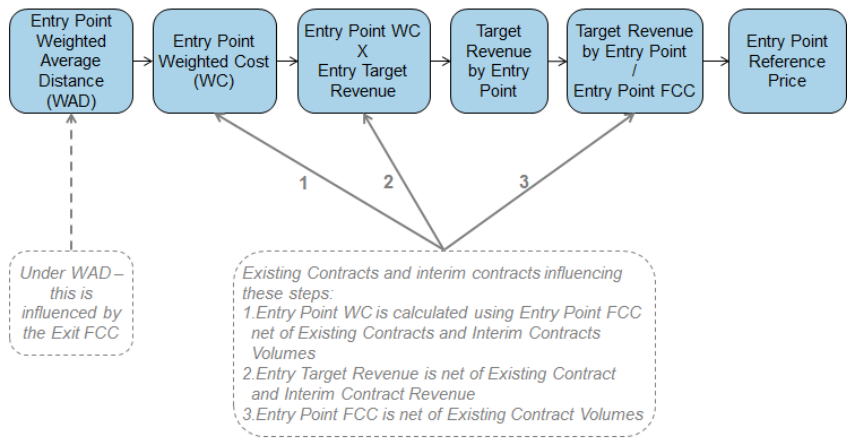 Entry Point
Weighted
Average
Distance
(WAD)
Entry Point
Weighted Cost
(WC)
Entry Point WC
X
Entry Target
Revenue
Target
Revenue
by Entry
Point
Target Revenue
by Entry Point
/
Entry Point FCC
Entry Point
Reference
Price
1
2
3
Under WAD –
this is
influenced by
the Exit FCC
Existing Contracts and interim contracts influencing
these steps:
1.Entry Point WC is calculated using Entry Point FCC
net of Existing Contracts and Interim Contracts
Volumes
2.Entry Target Revenue is net of Existing Contract
and Interim Contract Revenue
3.Entry Point FCC is net of Existing Contract Volumes